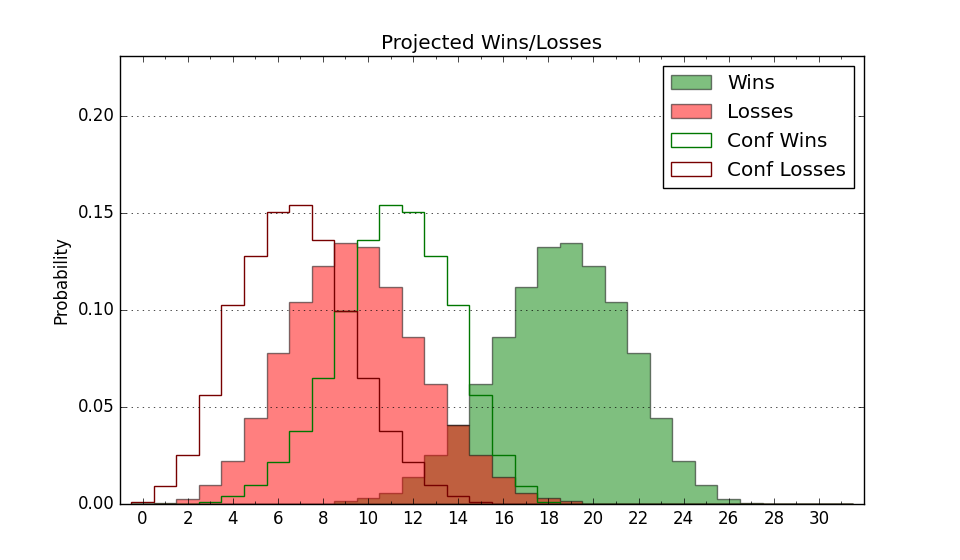 Projected Wins/Losses
Wins
Losses
Conf Wins
Conf Losses
Probability
0.20
0.15
0.10
0.05
0.00
0 2 4 6 8 10 12 14 16 18 20 22 24 26 28 30